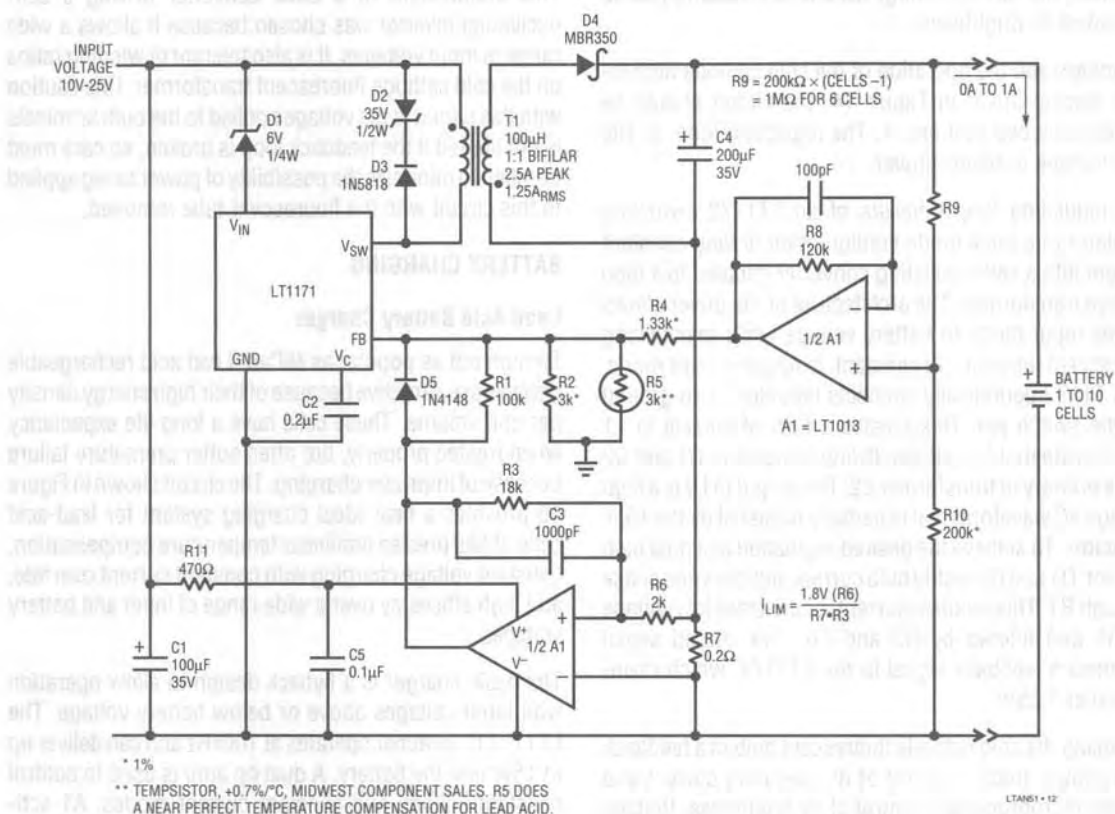 INPUT
VOLTAGE
10V-25V
D4
MBR350
R9 =
200kΩ × (CELLS –1)
= 1MΩ FOR 6 CELLS
0A TO 1A
D1
6V
1/4W
D2
35V
1/2W
D3
1N5818
T1
100µH
1:1 BIFILAR
2.5A PEAK
1.25ARMS
+
C4
200µF
35V
100pF
R8
120k
R9
VIN
VSW
LT1171
FB
GND
VC
R4
1.33k*
–
+
1/2 A1
C2
0.2µF
D5
1N4148
R1
100k
R2
3k*
R5
3k**
A1 = LT1013
+
BATTERY
1 TO 10
CELLS
R3
18k
C3
1000pF
R10
200k*
R11
470Ω
R6
2k
ILIM = 1.8V (R6)
R7•R3
+
C1
100µF
35V
C5
0.1µF
V+
V–
1/2 A1
+
–
R7
0.2Ω
* 1%
** TEMPSISTOR, +0.7%/°C, MIDWEST COMPONENT SALES. R5 DOES
A NEAR PERFECT TEMPERATURE COMPENSATION FOR LEAD ACID.
LTAN51 • 12